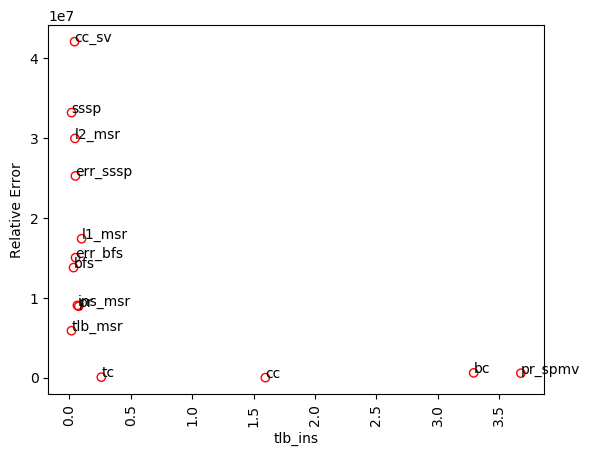 1e7
cc_sv
4
sssp
3
l2_msr
err_sssp
2
l1_msr
err_bfs
bfs
1
ins_msr
pr
tlb_msr
tc
cc
bc
pr_spmv
0
0.0
0.5
1.0
1.5
2.0
2.5
3.0
3.5
tlb_ins
Relative Error